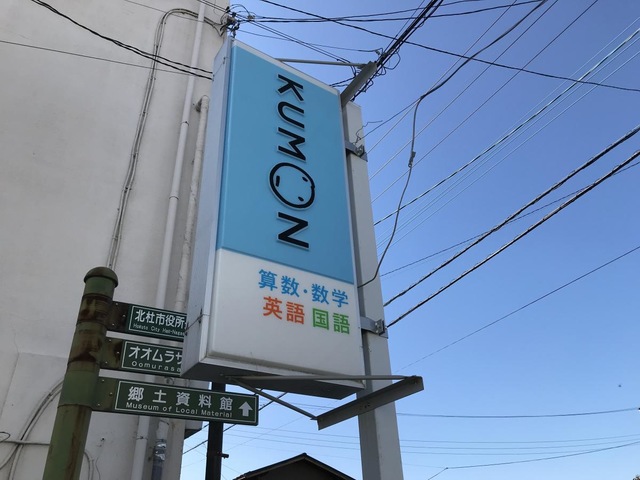 KUMON
算数・数学
英語 国語
北杜市役所
Hokuto City
オオムラサ
Oomurasa
郷土資料館
Museum of Local Material